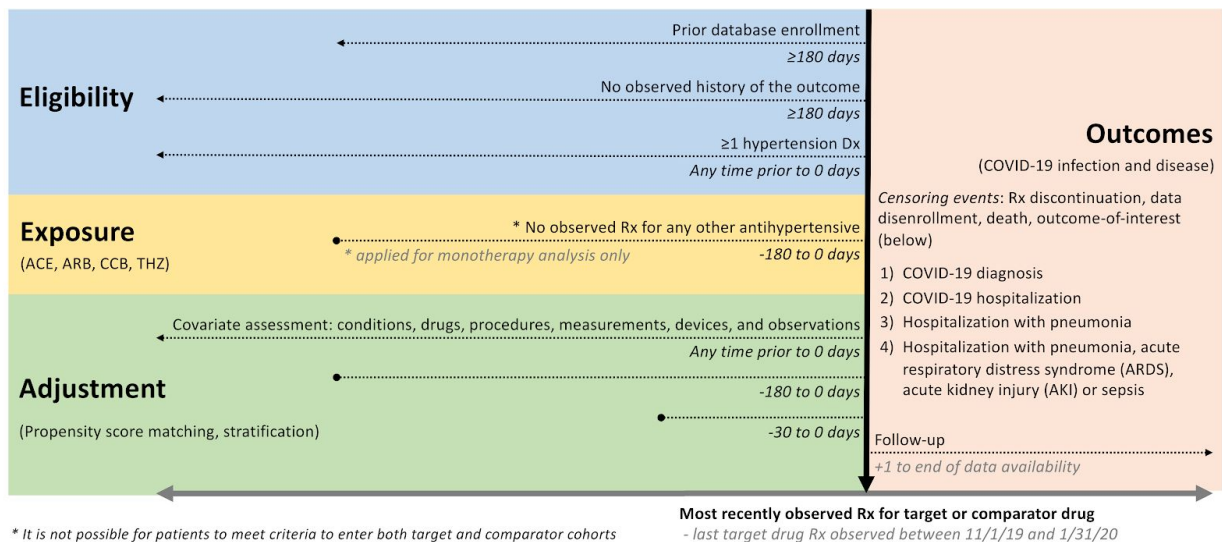 Eligibility
Prior database enrollment
≥180 days
No observed history of the outcome
≥180 days
≥1 hypertension Dx
Any time prior to 0 days
Exposure
(ACE, ARB, CCB, THZ)
* No observed Rx for any other antihypertensive
* applied for monotherapy analysis only
-180 to 0 days
Adjustment
(Propensity score matching, stratification)
Covariate assessment: conditions, drugs, procedures, measurements, devices, and observations
Any time prior to 0 days
-180 to 0 days
-30 to 0 days
Outcomes
(COVID-19 infection and disease)
Censoring events: Rx discontinuation, data
disenrollment, death, outcome-of-interest
(below)
1) COVID-19 diagnosis
2) COVID-19 hospitalization
3) Hospitalization with pneumonia
4) Hospitalization with pneumonia, acute
respiratory distress syndrome (ARDS),
acute kidney injury (AKI) or sepsis
Follow-up
+1 to end of data availability
Most recently observed Rx for target or comparator drug
- last target drug Rx observed between 11/1/19 and 1/31/20
* It is not possible for patients to meet criteria to enter both target and comparator cohorts